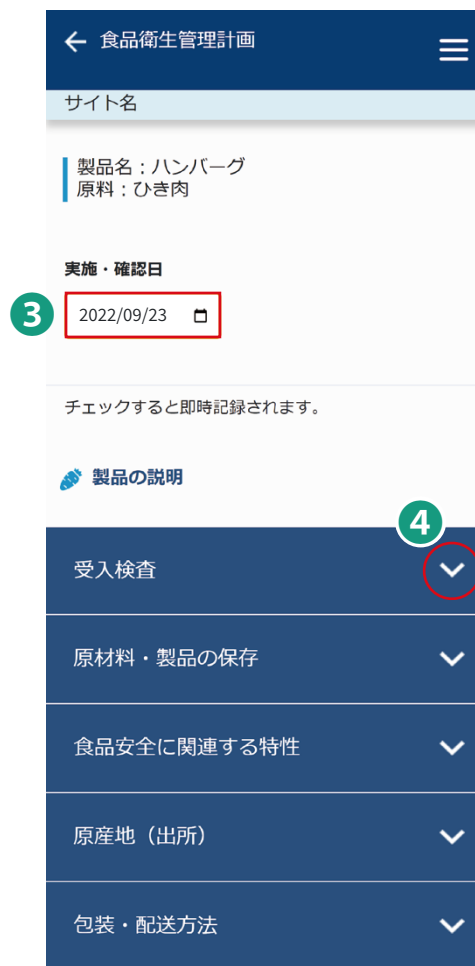 食品衛生管理計画
サイト名
製品名：ハンバーグ
原料：ひき肉
実施・確認日
3
2022/09/23
チェックすると即時記録されます。
製品の説明
4
受入検査
原材料・製品の保存
食品安全に関連する特性
原産地（出所）
包装・配送方法